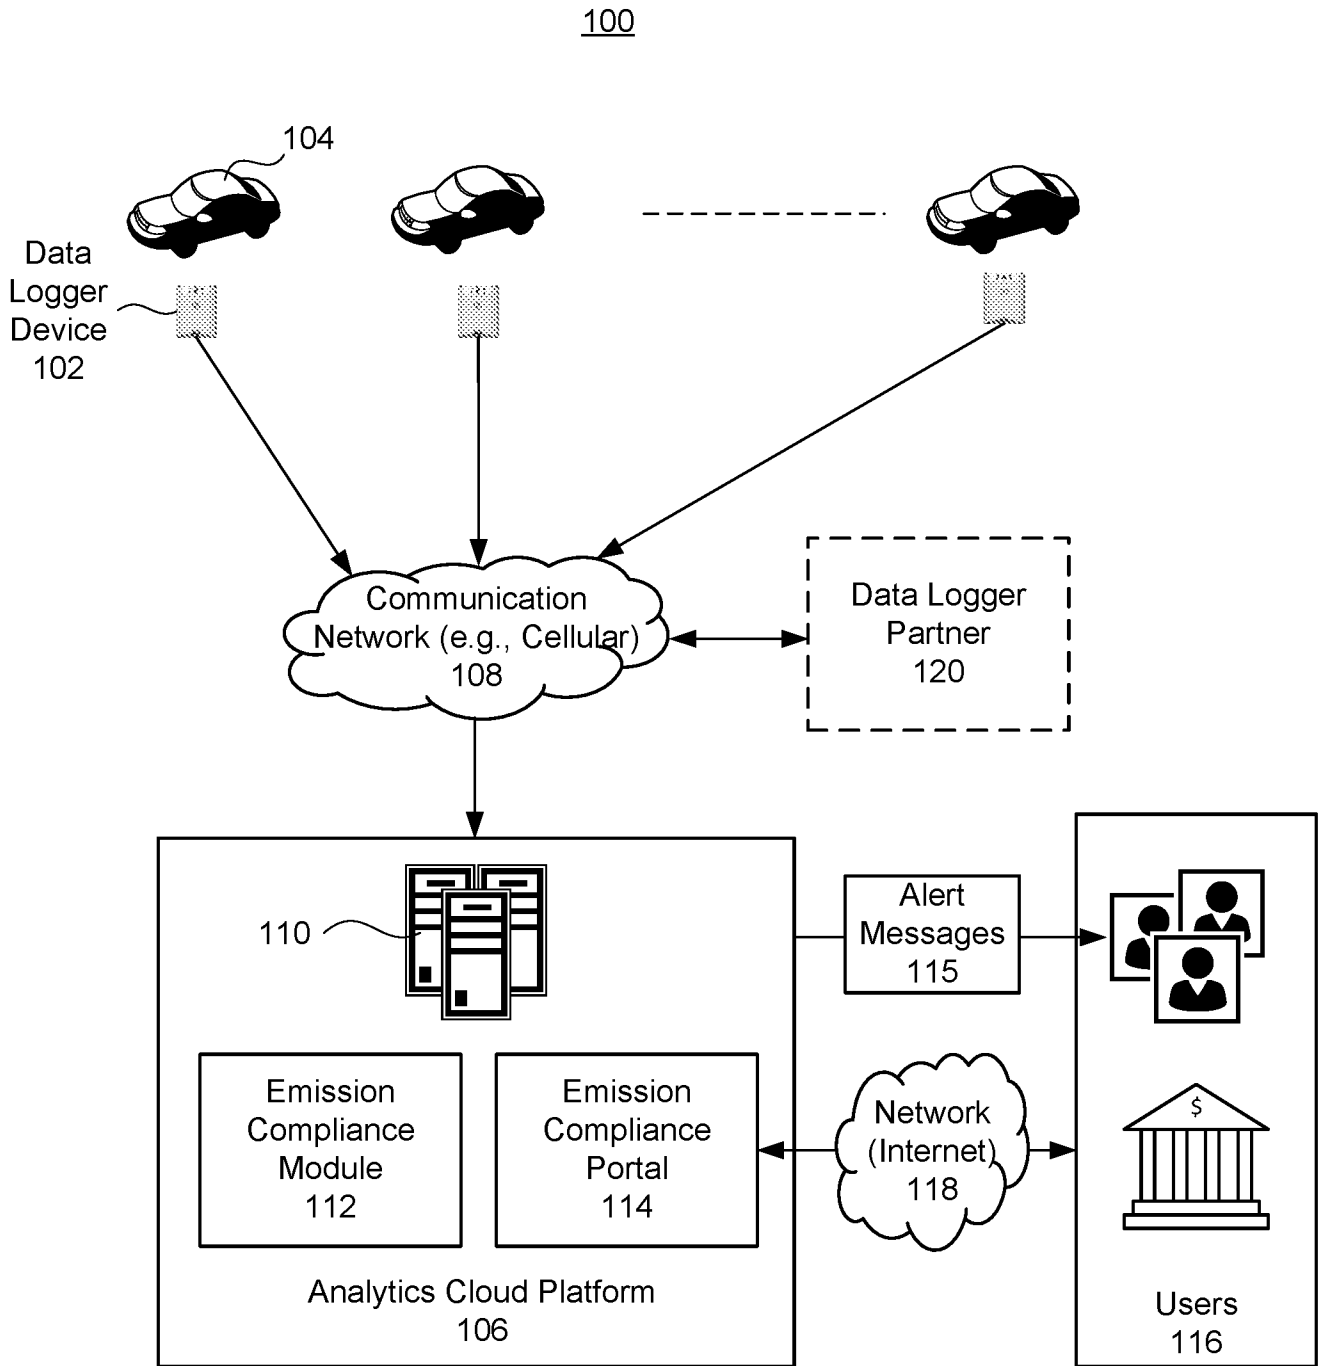 100
104
Data
Logger
Device
102
Communication
Network (e.g., Cellular)
108
Data Logger
Partner
120
110
Alert
Messages
115
Emission
Compliance
Module
112
Emission
Compliance
Portal
114
Network
(Internet)
118
$
Analytics Cloud Platform
106
Users
116